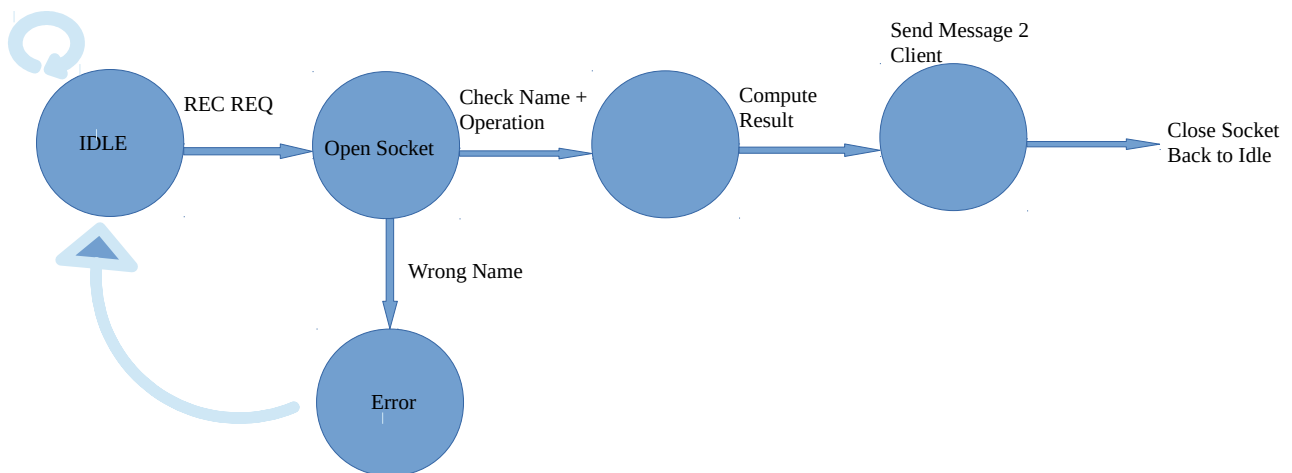 Send Message 2
Client
REC REQ
Check Name +
Operation
Compute
Result
IDLE
Open Socket
Close Socket
Back to Idle
Wrong Name
Error